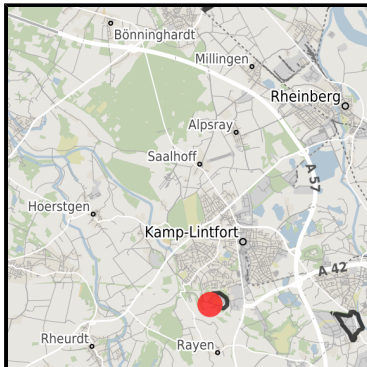 Bönninghardt
Millingen
Rheinberg
Alpsray
Saalhoff
A 57
Hoerstgen
Kamp-Lintfort
A 42
Rheurdt
Rayen